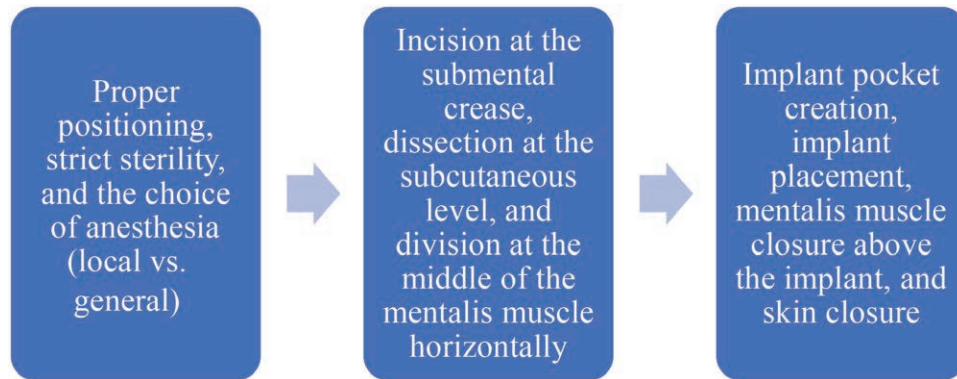 Proper
positioning,
strict sterility,
and the choice
of anesthesia
(local vs.
general)
Incision at the
submental
crease,
dissection at the
subcutaneous
level, and
division at the
middle of the
mentalis muscle
horizontally
Implant pocket
creation,
implant
placement,
mentalis muscle
closure above
the implant, and
skin closure